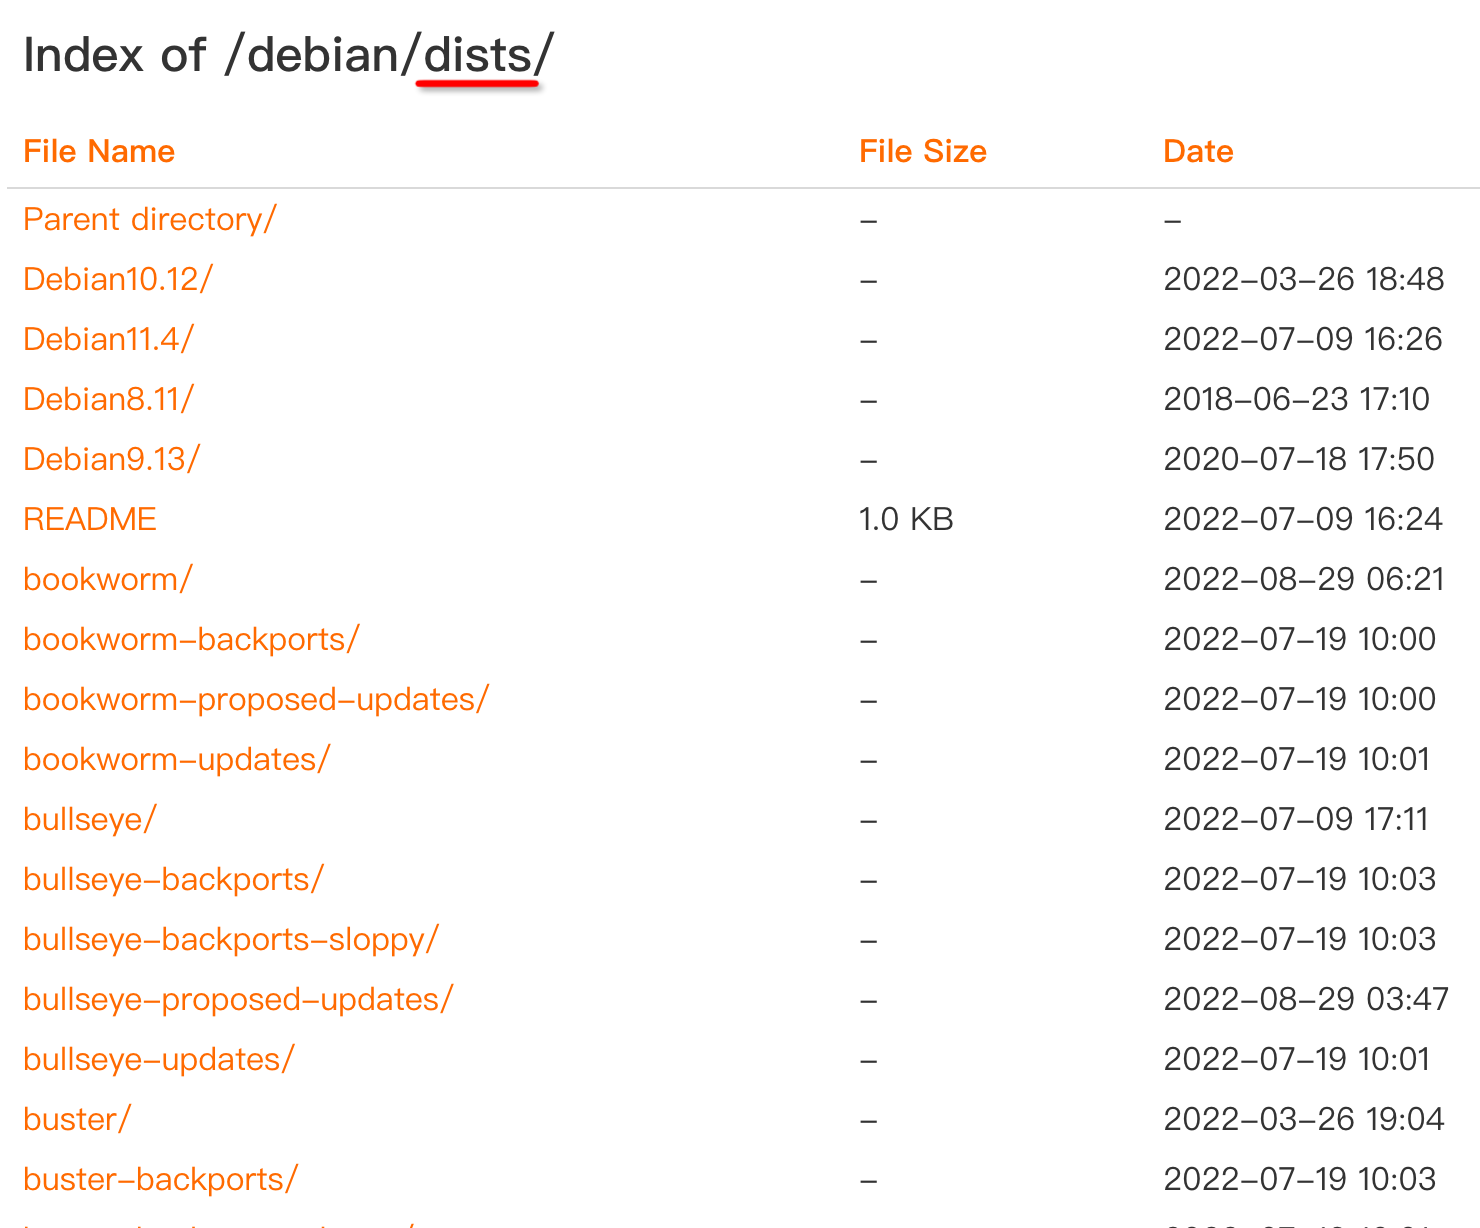 Index of /debian/dists/
File Name File Size Date
Parent directory/ – –
Debian10.12/ – 2022–03–26 18:48
Debian11.4/ – 2022–07–09 16:26
Debian8.11/ – 2018–06–23 17:10
Debian9.13/ – 2020–07–18 17:50
README 1.0 KB 2022–07–09 16:24
bookworm/ – 2022–08–29 06:21
bookworm–backports/ – 2022–07–19 10:00
bookworm–proposed–updates/ – 2022–07–19 10:00
bookworm–updates/ – 2022–07–19 10:01
bullseye/ – 2022–07–09 17:11
bullseye–backports/ – 2022–07–19 10:03
bullseye–backports–sloppy/ – 2022–07–19 10:03
bullseye–proposed–updates/ – 2022–08–29 03:47
bullseye–updates/ – 2022–07–19 10:01
buster/ – 2022–03–26 19:04
buster–backports/ – 2022–07–19 10:03